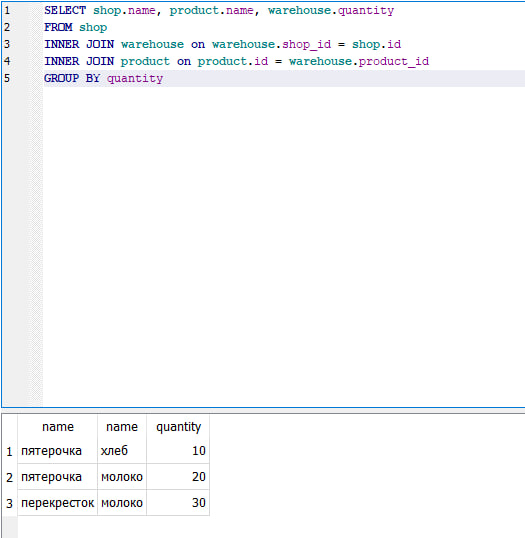 1 SELECT shop.name, product.name, warehouse.quantity
2 FROM shop
3 INNER JOIN warehouse on warehouse.shop_id = shop.id
4 INNER JOIN product on product.id = warehouse.product_id
5 GROUP BY quantity
name name quantity
1 пятерочка хлеб 10
2 пятерочка молоко 20
3 перекресток молоко 30